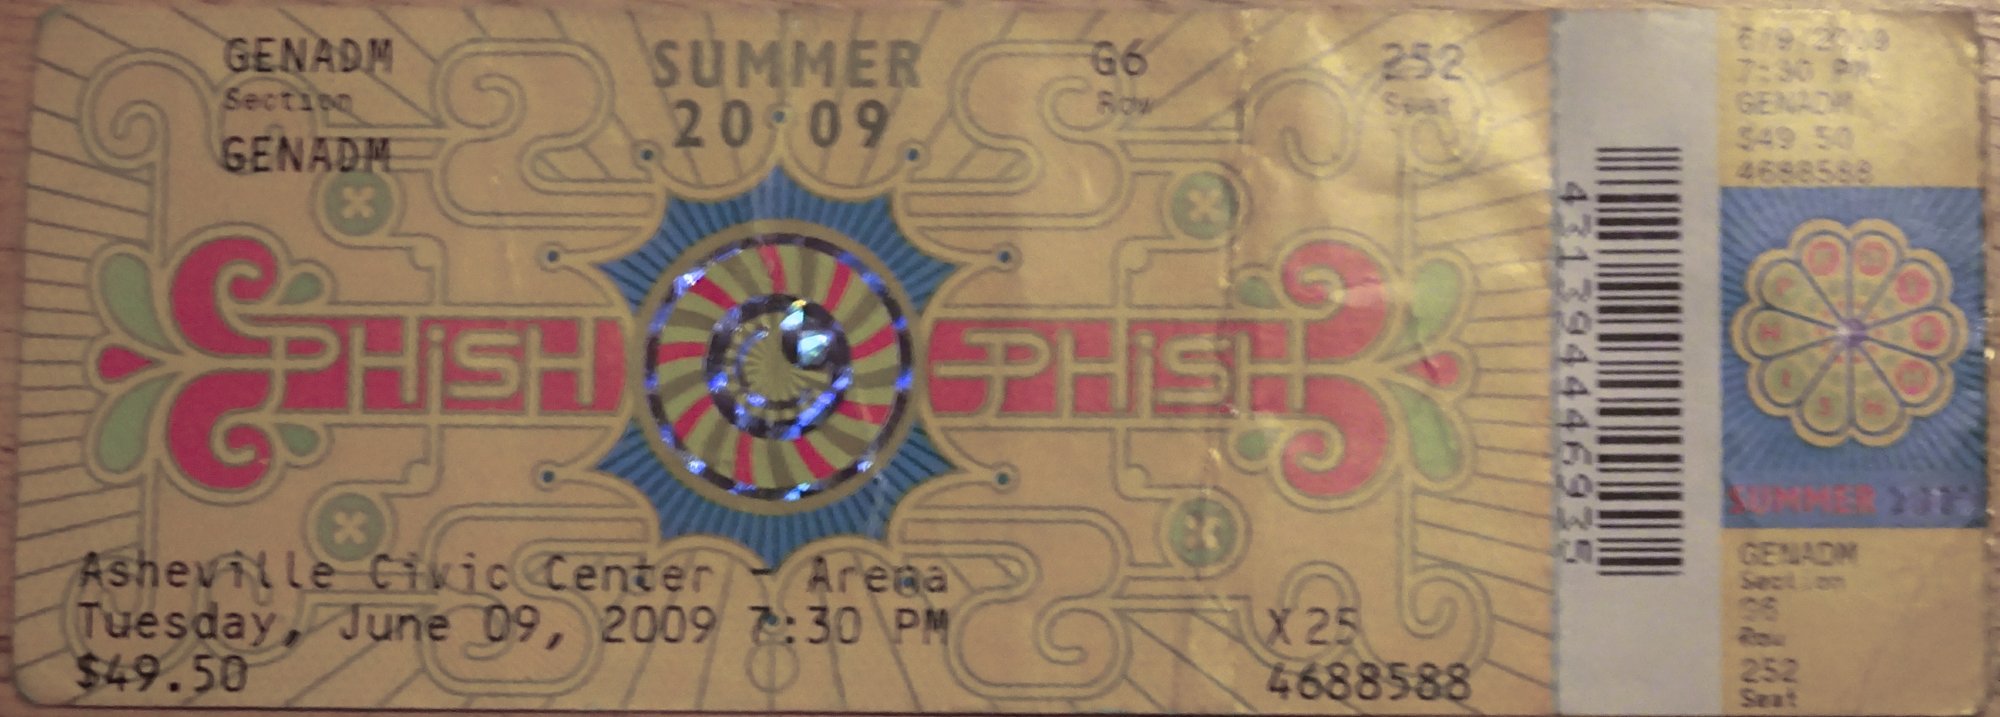 GENADM
Section
GENADM
SUMMER
2009
G6
Row
252
Seat
PHiSH PHiSH
Asheville Civic Center - Arena
Tuesday, June 09, 2009 7:30 PM
$49.50
X25
4688588
4313944446935
6/9/2009
7:30 PM
GENADM
$49.50
4688588
SUMMER
GENADM
Section
G6
Row
252
Seat